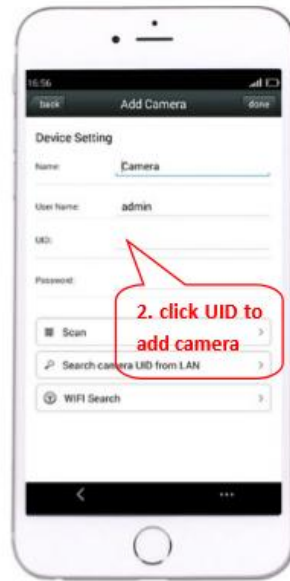 16:56
back Add Camera done
Device Setting
Name: Camera
User Name: admin
UID:
Password:
2. click UID to
add camera
Scan
Search camera UID from LAN
WIFI Search